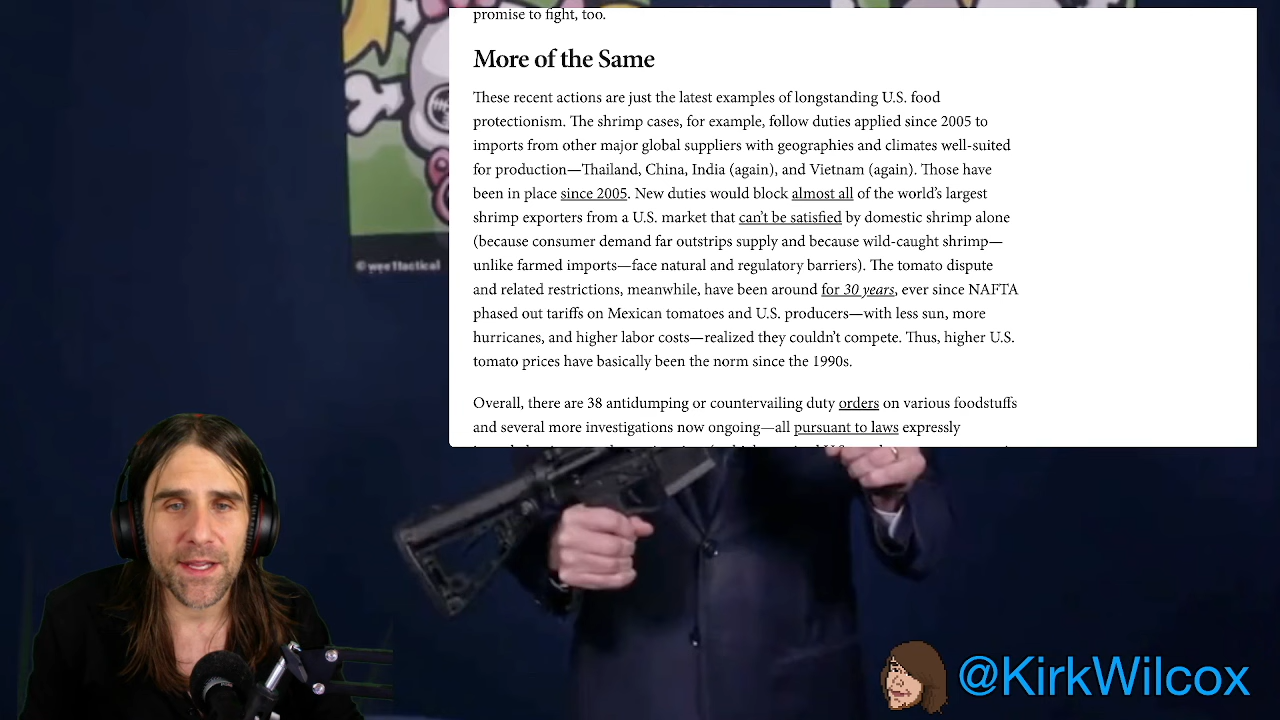 promise to fight, too.
More of the Same
These recent actions are just the latest examples of longstanding U.S. food
protectionism. The shrimp cases, for example, follow duties applied since 2005 to
imports from other major global suppliers with geographies and climates well-suited
for production—Thailand, China, India (again), and Vietnam (again). Those have
been in place since 2005. New duties would block almost all of the world's largest
shrimp exporters from a U.S. market that can't be satisfied by domestic shrimp alone
(because consumer demand far outstrips supply and because wild-caught shrimp—
unlike farmed imports—face natural and regulatory barriers). The tomato dispute
and related restrictions, meanwhile, have been around for 30 years, ever since NAFTA
phased out tariffs on Mexican tomatoes and U.S. producers—with less sun, more
hurricanes, and higher labor costs—realized they couldn't compete. Thus, higher U.S.
tomato prices have basically been the norm since the 1990s.
Overall, there are 38 antidumping or countervailing duty orders on various foodstuffs
and several more investigations now ongoing—all pursuant to laws expressly
@KirkWilcox